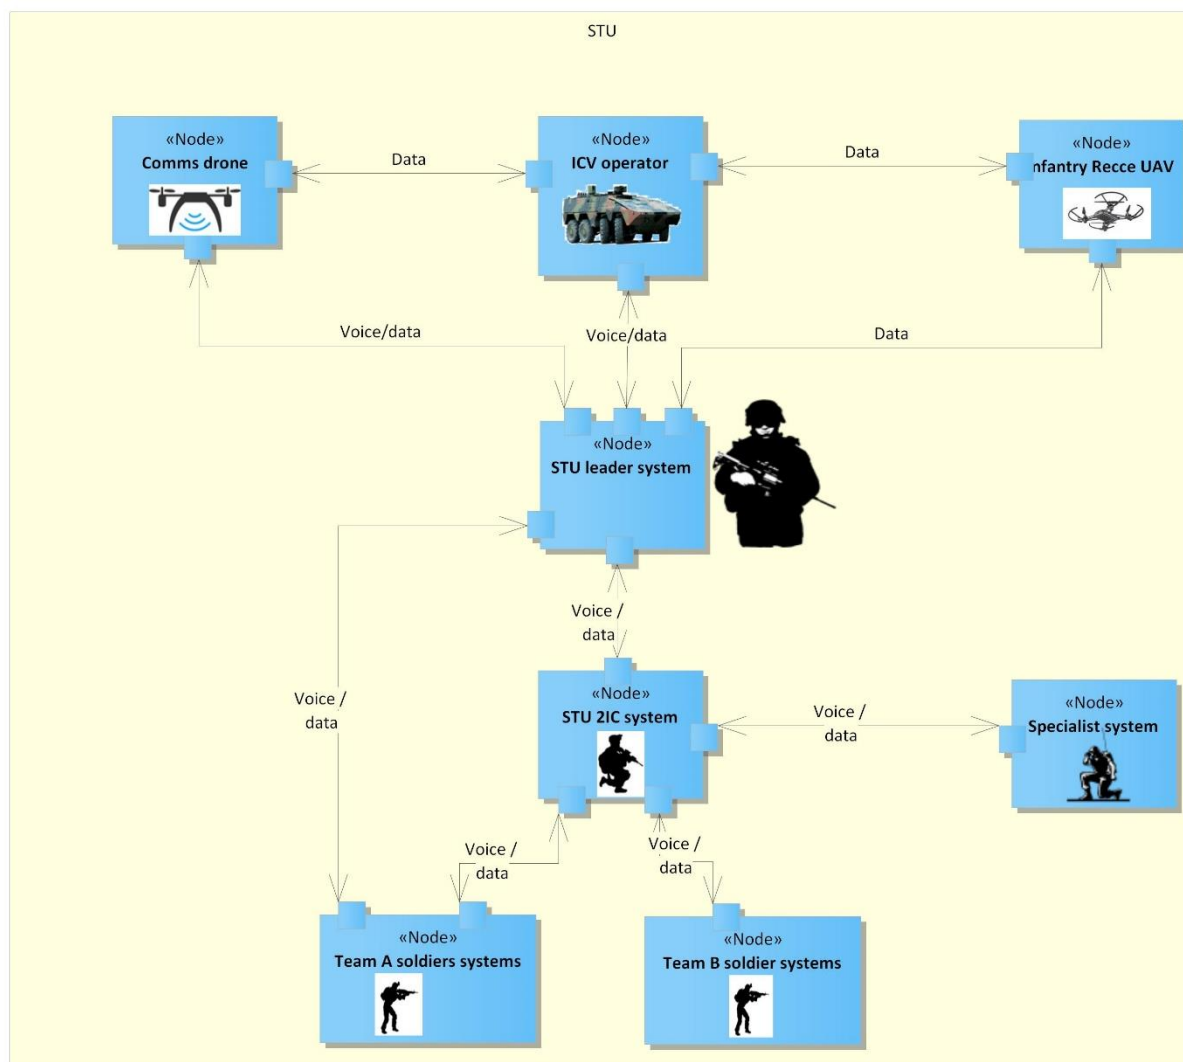 STU
«Node»
Comms drone
Data
«Node»
ICV operator
Data
«Node»
nfantry Recce UAV
Voice/data
Voice/data
Data
«Node»
STU leader system
Voice /
data
Voice /
data
«Node»
STU 2IC system
Voice /
data
«Node»
Specialist system
Voice /
data
Voice /
data
«Node»
Team A soldiers systems
«Node»
Team B soldier systems